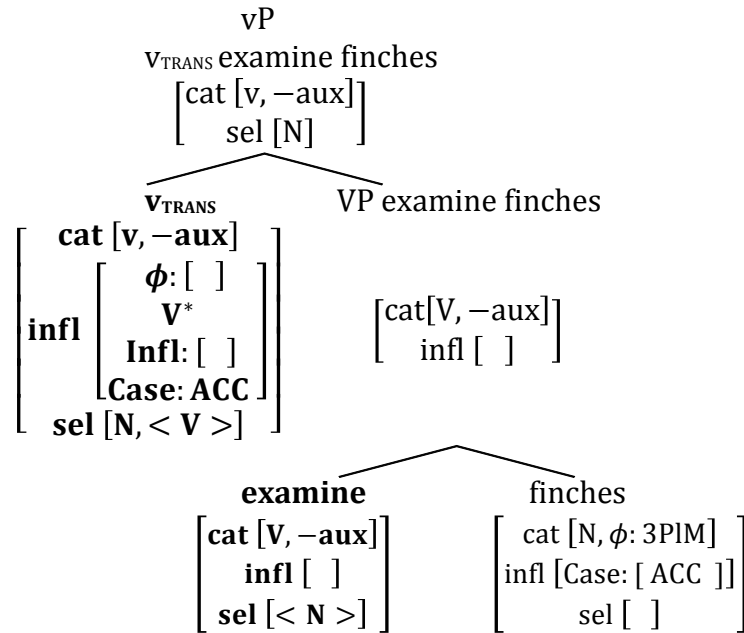 vP
vTRANS examine finches
[cat [v, −aux]
sel [N]]
vTRANS VP examine finches
[cat [v, −aux]
infl [ϕ: [ ]
V*
Infl: [ ]
Case: ACC]
sel [N, < V >]]
[cat[V, −aux]
infl [ ]]
examine finches
[cat [V, −aux]
infl [ ]
sel [< N >]]
[cat [N, ϕ: 3PlM]
infl [Case: [ ACC ]]
sel [ ]]